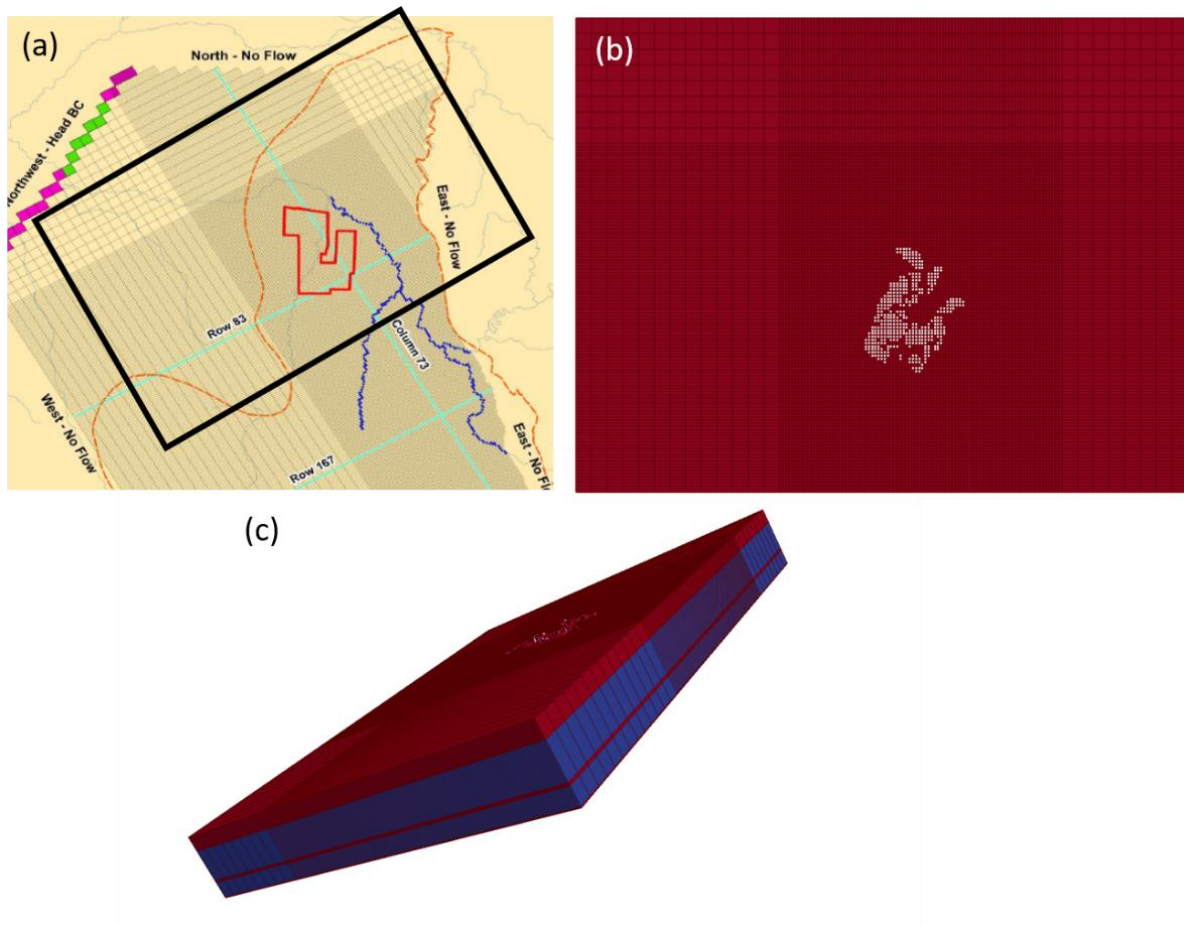 (a)
North - No Flow
Northwest - Head BC
East - No Flow
Row 83
Column 73
West - No Flow
Row 167
East - No Fl
(b)
(c)